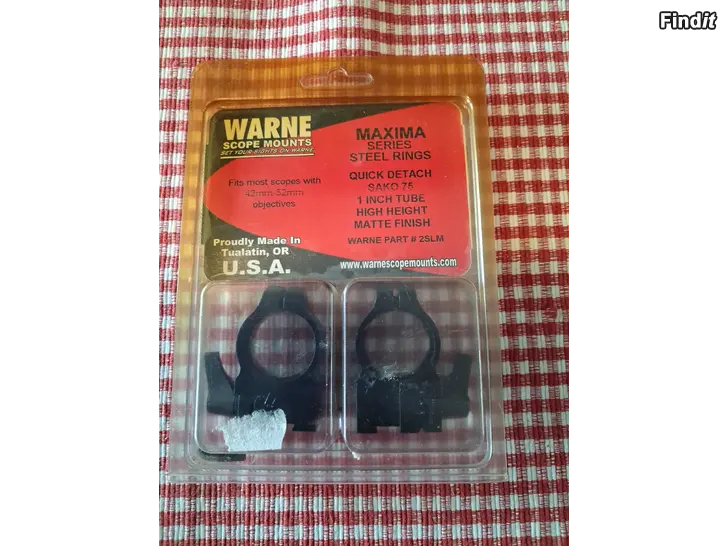 Findit
WARNE
SCOPE MOUNTS
SET YOUR SIGHTS ON WARNE
Fits most scopes with
42mm-52mm
objectives
Proudly Made In
Tualatin, OR
U.S.A.
MAXIMA
SERIES
STEEL RINGS
QUICK DETACH
SAKO 75
1 INCH TUBE
HIGH HEIGHT
MATTE FINISH
WARNE PART # 2SLM
www.warnescopemounts.com